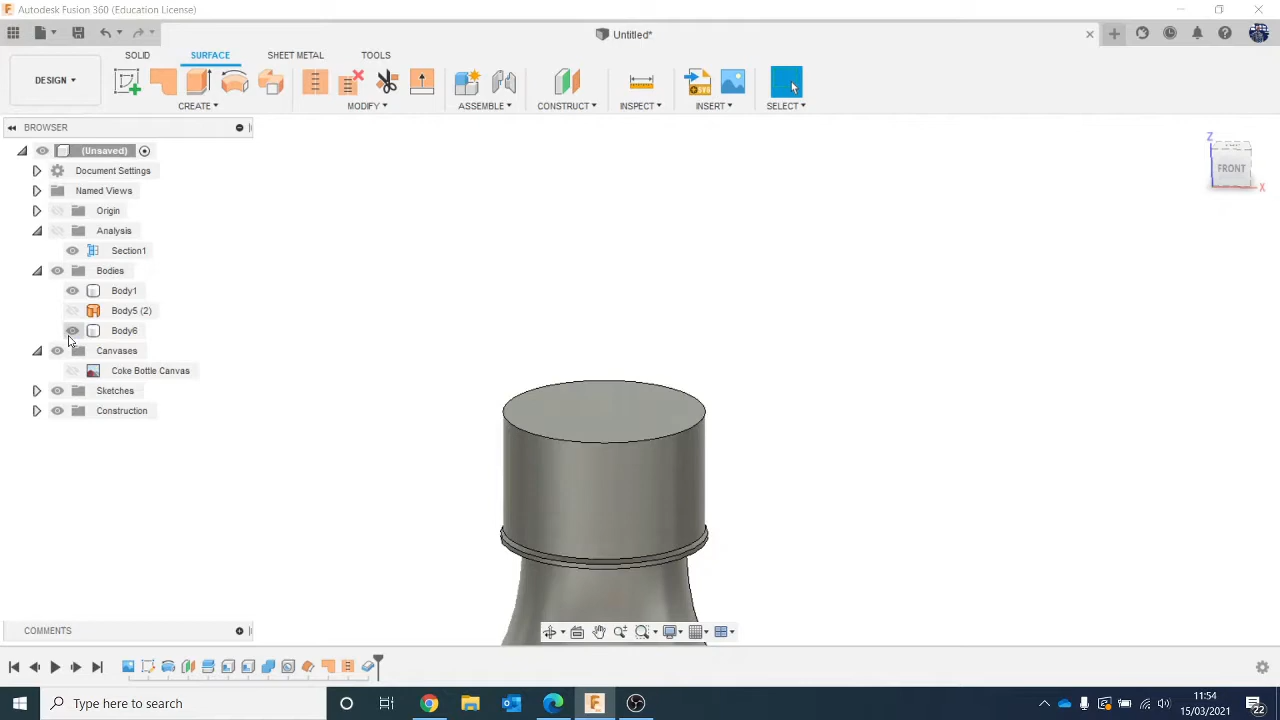 Autodesk Fusion 360 (Education License)
Untitled*
SOLID SURFACE SHEET METAL TOOLS
DESIGN
CREATE MODIFY ASSEMBLE CONSTRUCT INSPECT INSERT SELECT
BROWSER
(Unsaved)
Document Settings
Named Views
Origin
Analysis
Section1
Bodies
Body1
Body5 (2)
Body6
Canvases
Coke Bottle Canvas
Sketches
Construction
Z
FRONT
X
COMMENTS
Type here to search
11:54
15/03/2021
22